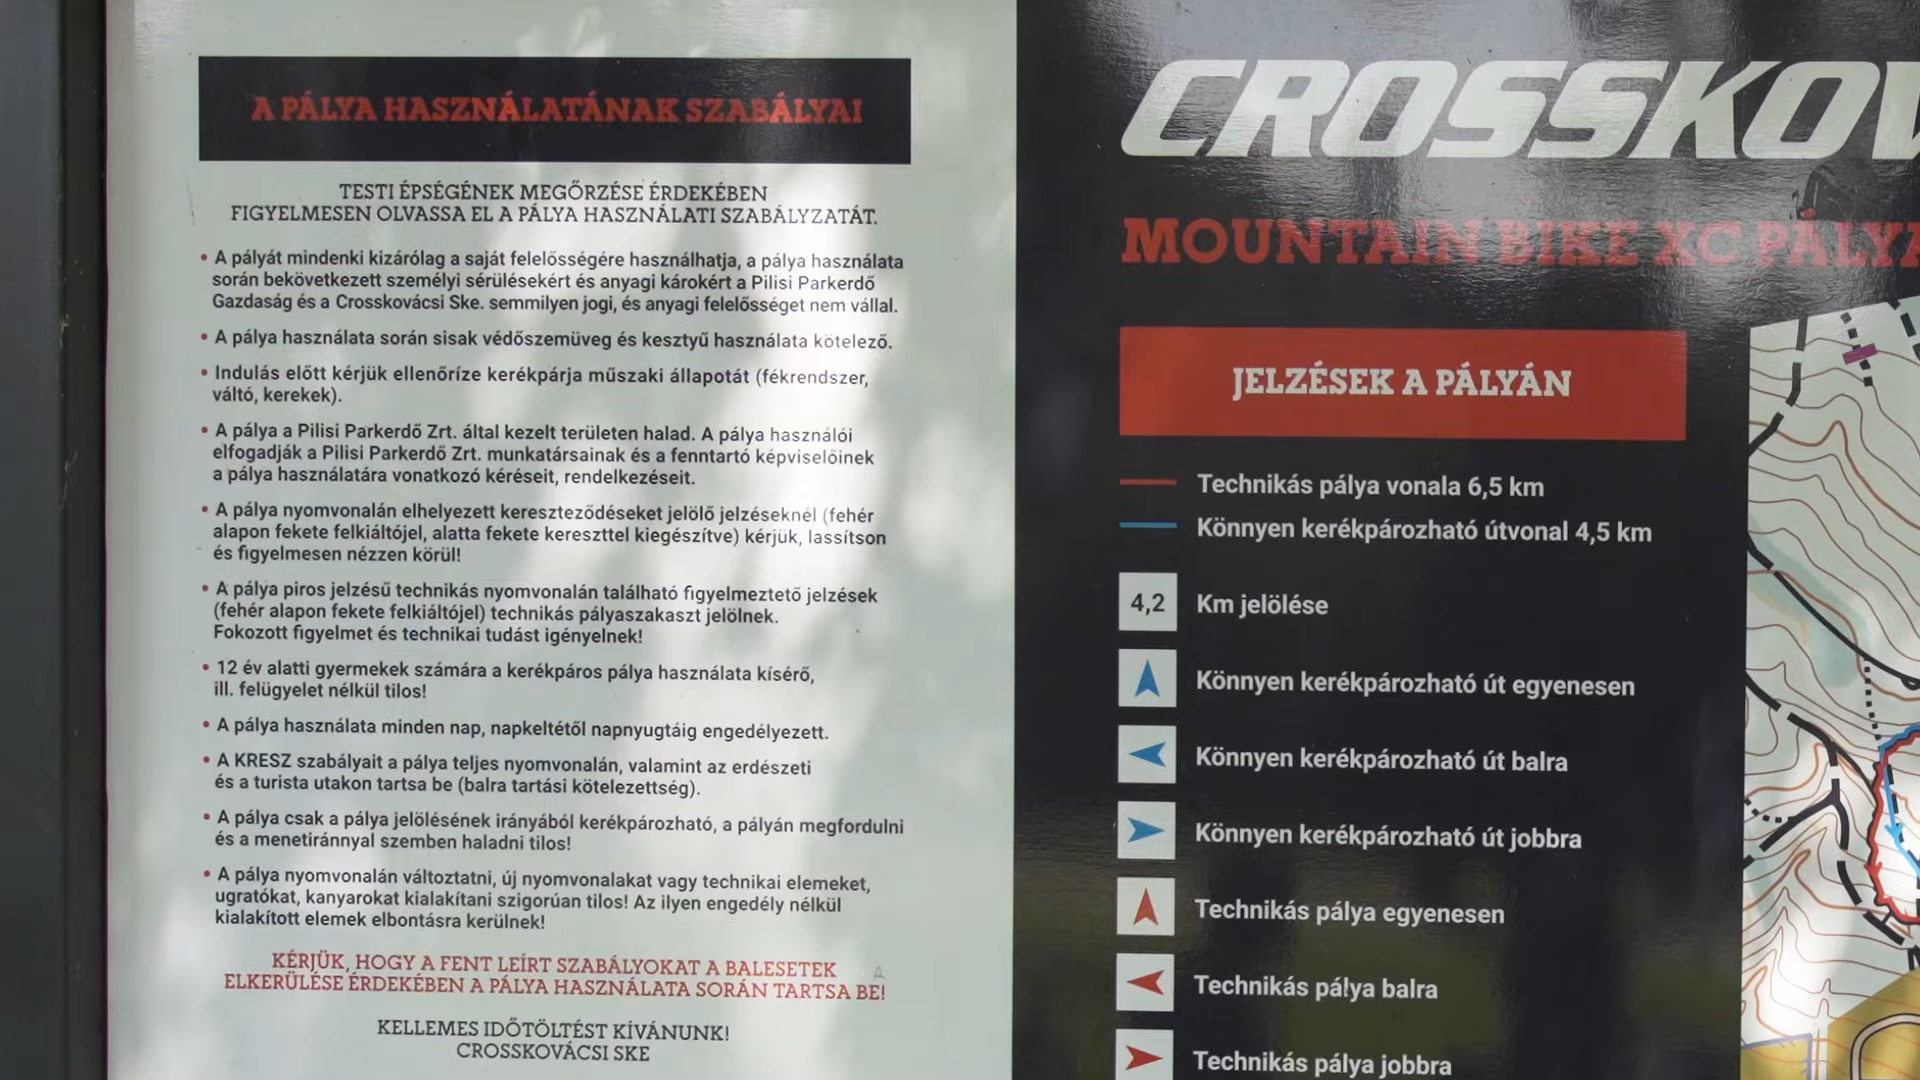 A PÁLYA HASZNÁLATÁNAK SZABÁLYAI
TESTI ÉPSÉGÉNEK MEGŐRZÉSE ÉRDEKÉBEN
FIGYELMESEN OLVASSA EL A PÁLYA HASZNÁLATI SZABÁLYZATÁT.
• A pályát mindenki kizárólag a saját felelősségére használhatja, a pálya használata
során bekövetkezett személyi sérülésekért és anyagi károkért a Pilisi Parkerdő
Gazdaság és a Crosskovácsi Ske. semmilyen jogi, és anyagi felelősséget nem vállal.
• A pálya használata során sisak védőszemüveg és kesztyű használata kötelező.
• Indulás előtt kérjük ellenőríze kerékpárja műszaki állapotát (fékrendszer,
váltó, kerekek).
• A pálya a Pilisi Parkerdő Zrt. által kezelt területen halad. A pálya használói
elfogadják a Pilisi Parkerdő Zrt. munkatársainak és a fenntartó képviselőinek
a pálya használatára vonatkozó kéréseit, rendelkezéseit.
• A pálya nyomvonalán elhelyezett kereszteződéseket jelölő jelzéseknél (fehér
alapon fekete felkiáltójel, alatta fekete kereszttel kiegészítve) kérjük, lassítson
és figyelmesen nézzen körül!
• A pálya piros jelzésű technikás nyomvonalán található figyelmeztető jelzések
(fehér alapon fekete felkiáltójel) technikás pályaszakaszt jelölnek.
Fokozott figyelmet és technikai tudást igényelnek!
• 12 év alatti gyermekek számára a kerékpáros pálya használata kísérő,
ill. felügyelet nélkül tilos!
• A pálya használata minden nap, napkeltétől napnyugtáig engedélyezett.
• A KRESZ szabályait a pálya teljes nyomvonalán, valamint az erdészeti
és a turista utakon tartsa be (balra tartási kötelezettség).
• A pálya csak a pálya jelölésének irányából kerékpározható, a pályán megfordulni
és a menetiránnyal szemben haladni tilos!
• A pálya nyomvonalán változtatni, új nyomvonalakat vagy technikai elemeket,
ugratókat, kanyarokat kialakítani szigorúan tilos! Az ilyen engedély nélkül
kialakított elemek elbontásra kerülnek!
KÉRJÜK, HOGY A FENT LEÍRT SZABÁLYOKAT A BALESETEK
ELKERÜLÉSE ÉRDEKÉBEN A PÁLYA HASZNÁLATA SORÁN TARTSA BE!
KELLEMES IDŐTÖLTÉST KÍVÁNUNK!
CROSSKOVÁCSI SKE
CROSSKOV
MOUNTAIN BIKE XC PÁLYA
JELZÉSEK A PÁLYÁN
Technikás pálya vonala 6,5 km
Könnyen kerékpározható útvonal 4,5 km
4,2 Km jelölése
Könnyen kerékpározható út egyenesen
Könnyen kerékpározható út balra
Könnyen kerékpározható út jobbra
Technikás pálya egyenesen
Technikás pálya balra
Technikás pálya jobbra